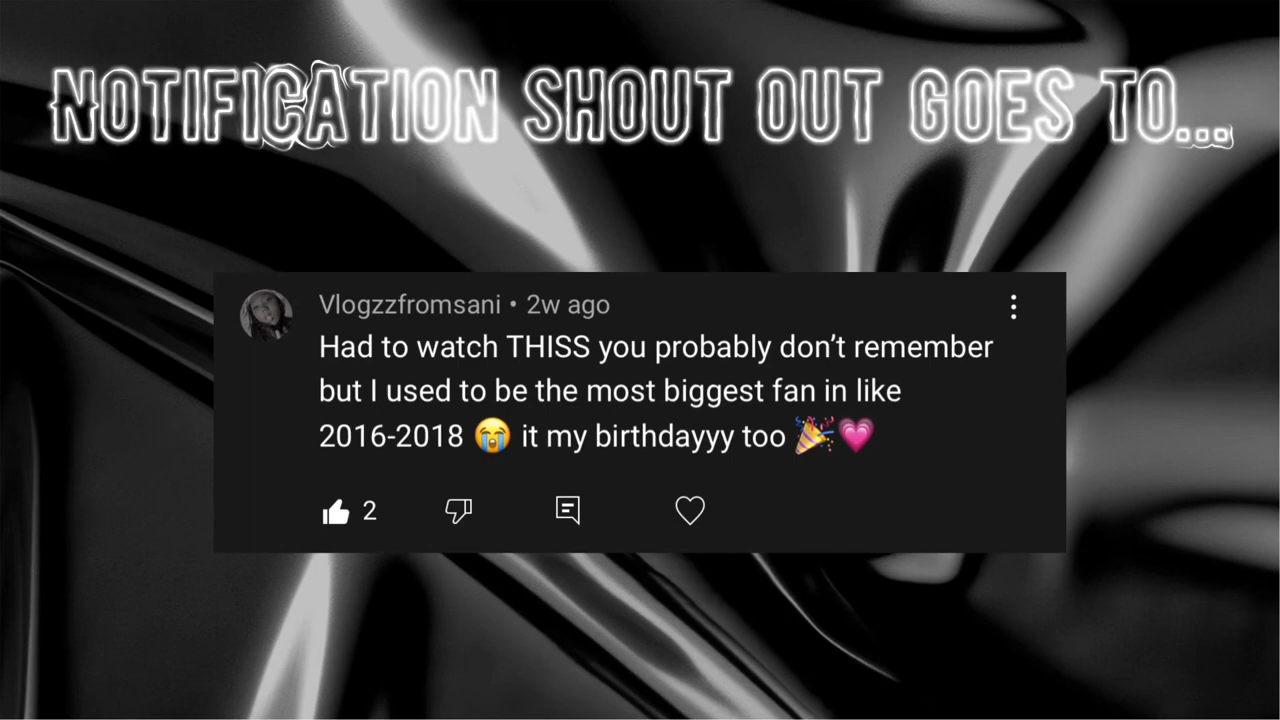 NOTIFICATION SHOUT OUT GOES TO...
Vlogzzfromsani • 2w ago
Had to watch THISS you probably don’t remember
but I used to be the most biggest fan in like
2016-2018 😭 it my birthdayyy too 🎉💗
2